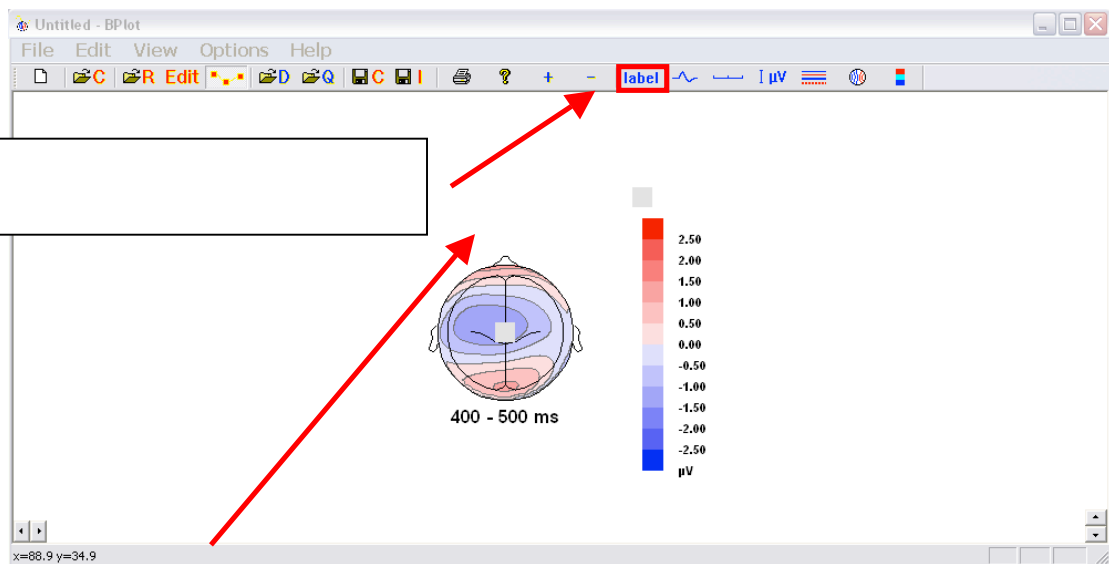 Untitled - BPlot
File Edit View Options Help
C R Edit D Q C I ? + - label I µV
2.50
2.00
1.50
1.00
0.50
0.00
-0.50
-1.00
-1.50
-2.00
-2.50
µV
400 - 500 ms
x=88.9 y=34.9